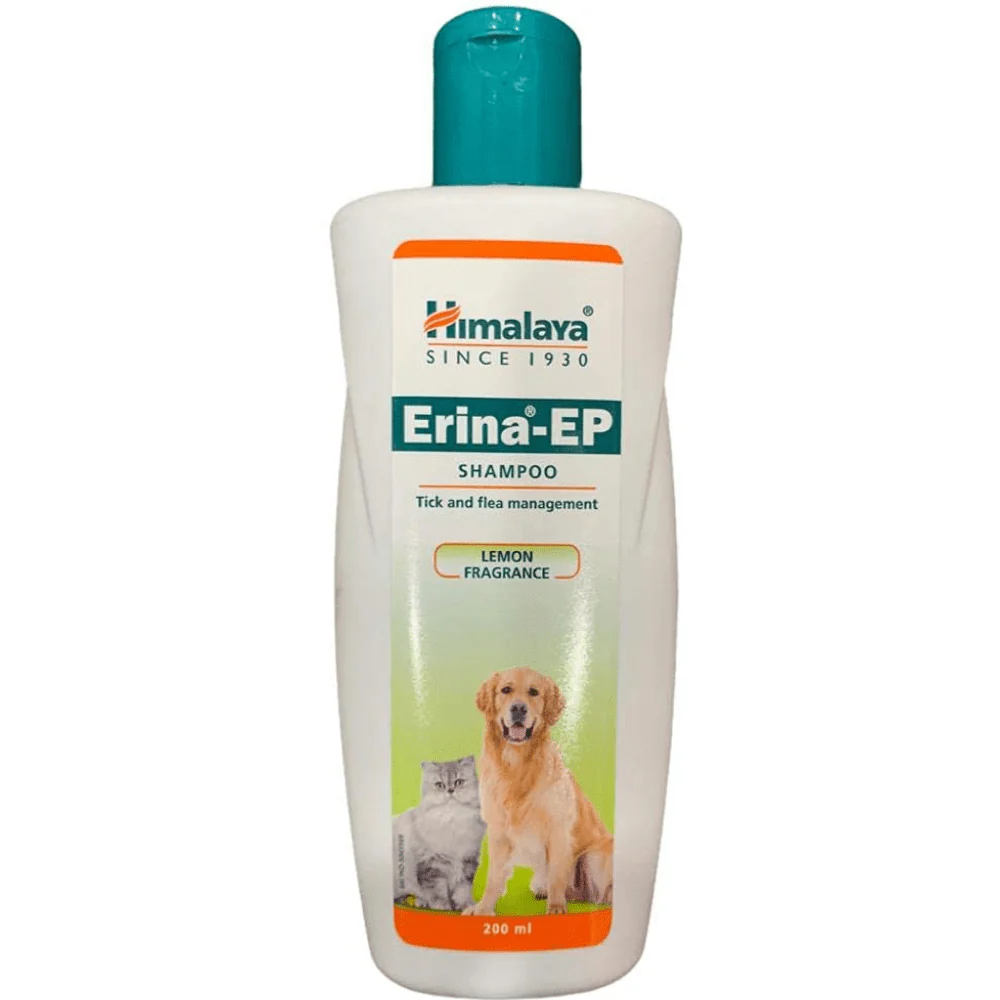 Himalaya®
SINCE 1930
Erina®-EP
SHAMPOO
Tick and flea management
LEMON
FRAGRANCE
200 ml